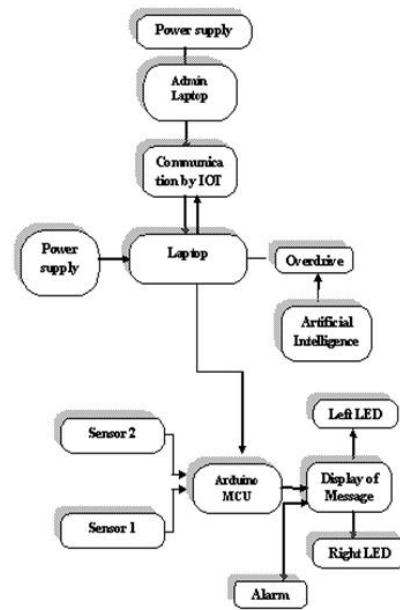 Power supply
Admin
Laptop
Communica
tion by IOT
Power
supply
Laptop
Overdrive
Artificial
Intelligence
Left LED
Sensor 2
Arduino
MCU
Display of
Message
Sensor 1
Right LED
Alarm